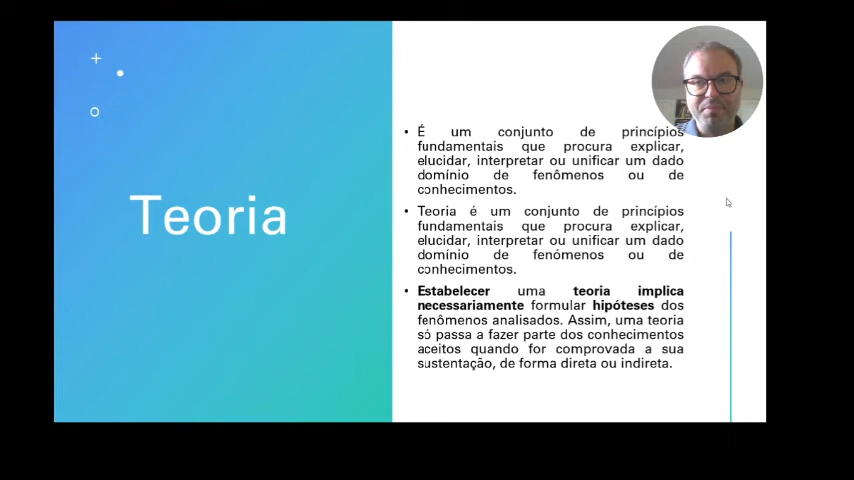 Teoria
• É um conjunto de princípios
fundamentais que procura explicar,
elucidar, interpretar ou unificar um dado
domínio de fenômenos ou de
conhecimentos.
• Teoria é um conjunto de princípios
fundamentais que procura explicar,
elucidar, interpretar ou unificar um dado
domínio de fenómenos ou de
conhecimentos.
• Estabelecer uma teoria implica
necessariamente formular hipóteses dos
fenômenos analisados. Assim, uma teoria
só passa a fazer parte dos conhecimentos
aceitos quando for comprovada a sua
sustentação, de forma direta ou indireta.